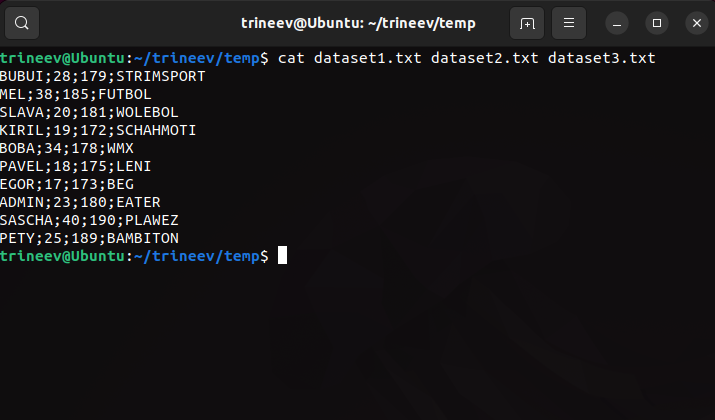 trineev@Ubuntu: ~/trineev/temp
trineev@Ubuntu:~/trineev/temp$ cat dataset1.txt dataset2.txt dataset3.txt
BUBUI;28;179;STRIMSPORT
MEL;38;185;FUTBOL
SLAVA;20;181;WOLEBOL
KIRIL;19;172;SCHAHMOTI
BOBA;34;178;WMX
PAVEL;18;175;LENI
EGOR;17;173;BEG
ADMIN;23;180;EATER
SASCHA;40;190;PLAWEZ
PETY;25;189;BAMBITON
trineev@Ubuntu:~/trineev/temp$